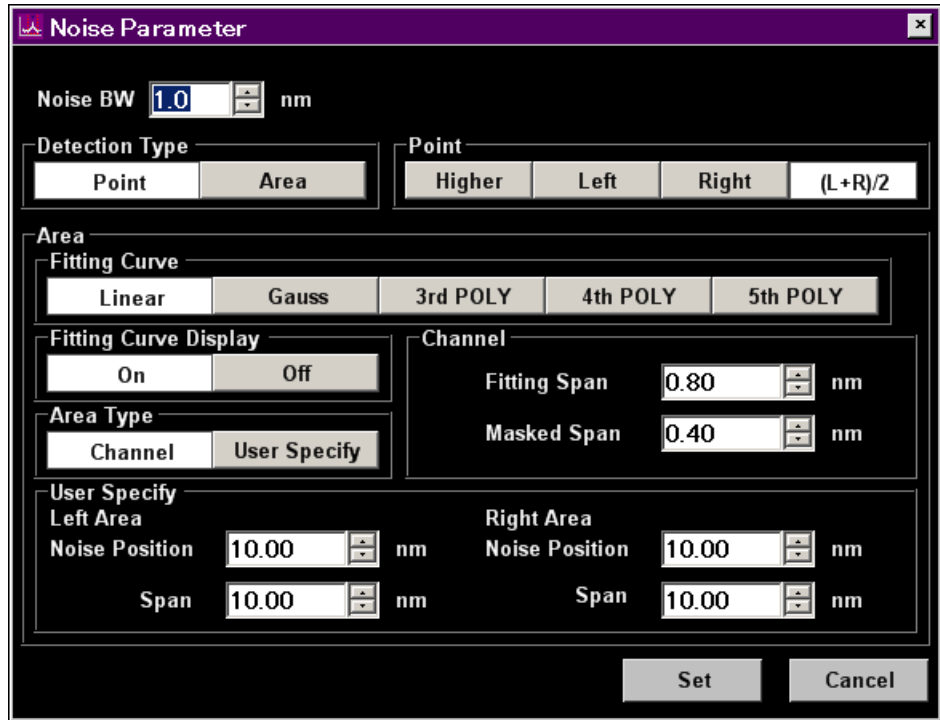 Noise Parameter
Noise BW 1.0 nm
Detection Type
Point Area
Point
Higher Left Right (L+R)/2
Area
Fitting Curve
Linear Gauss 3rd POLY 4th POLY 5th POLY
Fitting Curve Display
On Off
Channel
Fitting Span 0.80 nm
Masked Span 0.40 nm
Area Type
Channel User Specify
User Specify
Left Area
Noise Position 10.00 nm
Span 10.00 nm
Right Area
Noise Position 10.00 nm
Span 10.00 nm
Set Cancel